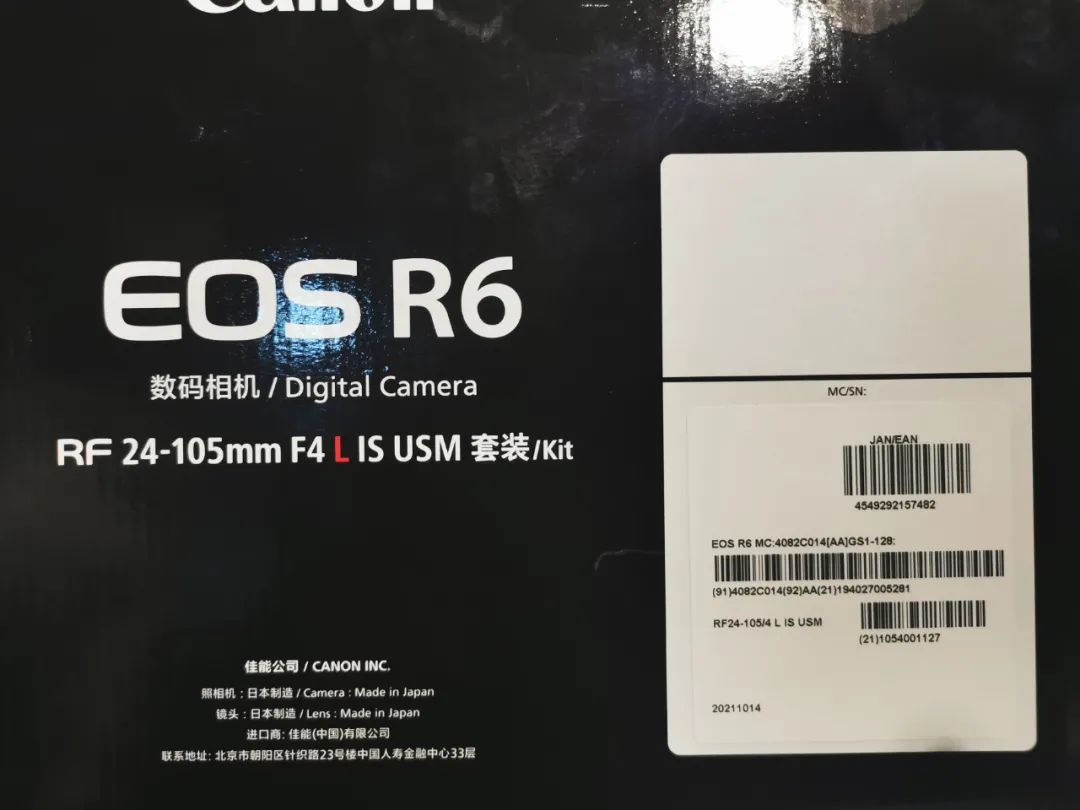 Canon
EOS R6
数码相机 / Digital Camera
RF 24-105mm F4 L IS USM 套装/Kit
佳能公司 / CANON INC.
照相机 : 日本制造 / Camera : Made in Japan
镜头 : 日本制造 / Lens : Made in Japan
进口商: 佳能(中国)有限公司
联系地址: 北京市朝阳区针织路23号楼中国人寿金融中心33层
MC/SN:
JAN/EAN
4549292157482
EOS R6 MC:4082C014[AA]GS1-128:
(91)4082C014(92)AA(21)194027005281
RF24-105/4 L IS USM
(21)1054001127
20211014